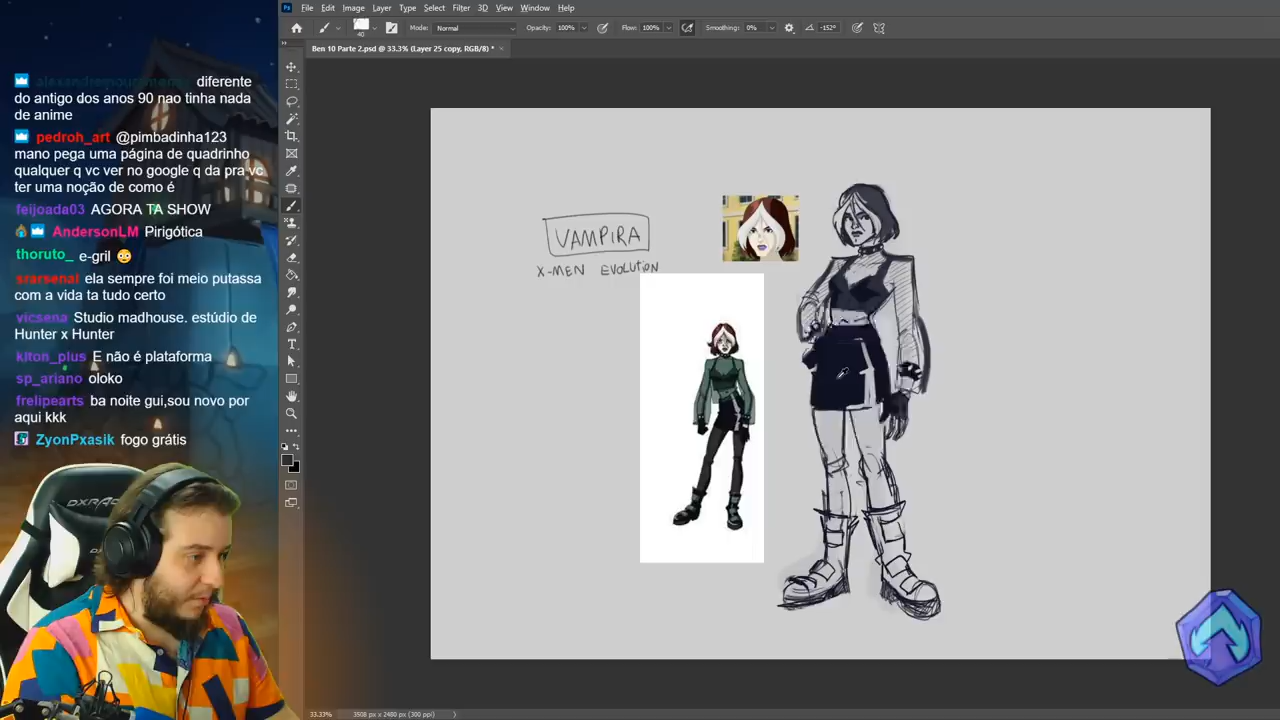 Ps File Edit Image Layer Type Select Filter 3D View Window Help
40 Mode: Normal Opacity: 100% Flow: 100% Smoothing: 0% -152°
Ben 10 Parte 2.psd @ 33.3% (Layer 25 copy, RGB/8) *
diferente
do antigo dos anos 90 nao tinha nada
de anime
pedroh_art @pimbadinha123
mano pega uma página de quadrinho
qualquer q vc ver no google q da pra vc
ter uma noção de como é
feijoada03 AGORA TA SHOW
AndersonLM Pirigótica
thoruto_ e-gril
srarsenal ela sempre foi meio putassa
com a vida ta tudo certo
vicsena Studio madhouse. estúdio de
Hunter x Hunter
kiton_plus E não é plataforma
sp_ariano oloko
frelipearts ba noite gui,sou novo por
aqui kkk
ZyonPxasik fogo grátis
VAMPIRA
X-MEN EVOLUTION
DXRA
33.33% 3508 px x 2480 px (300 ppi)